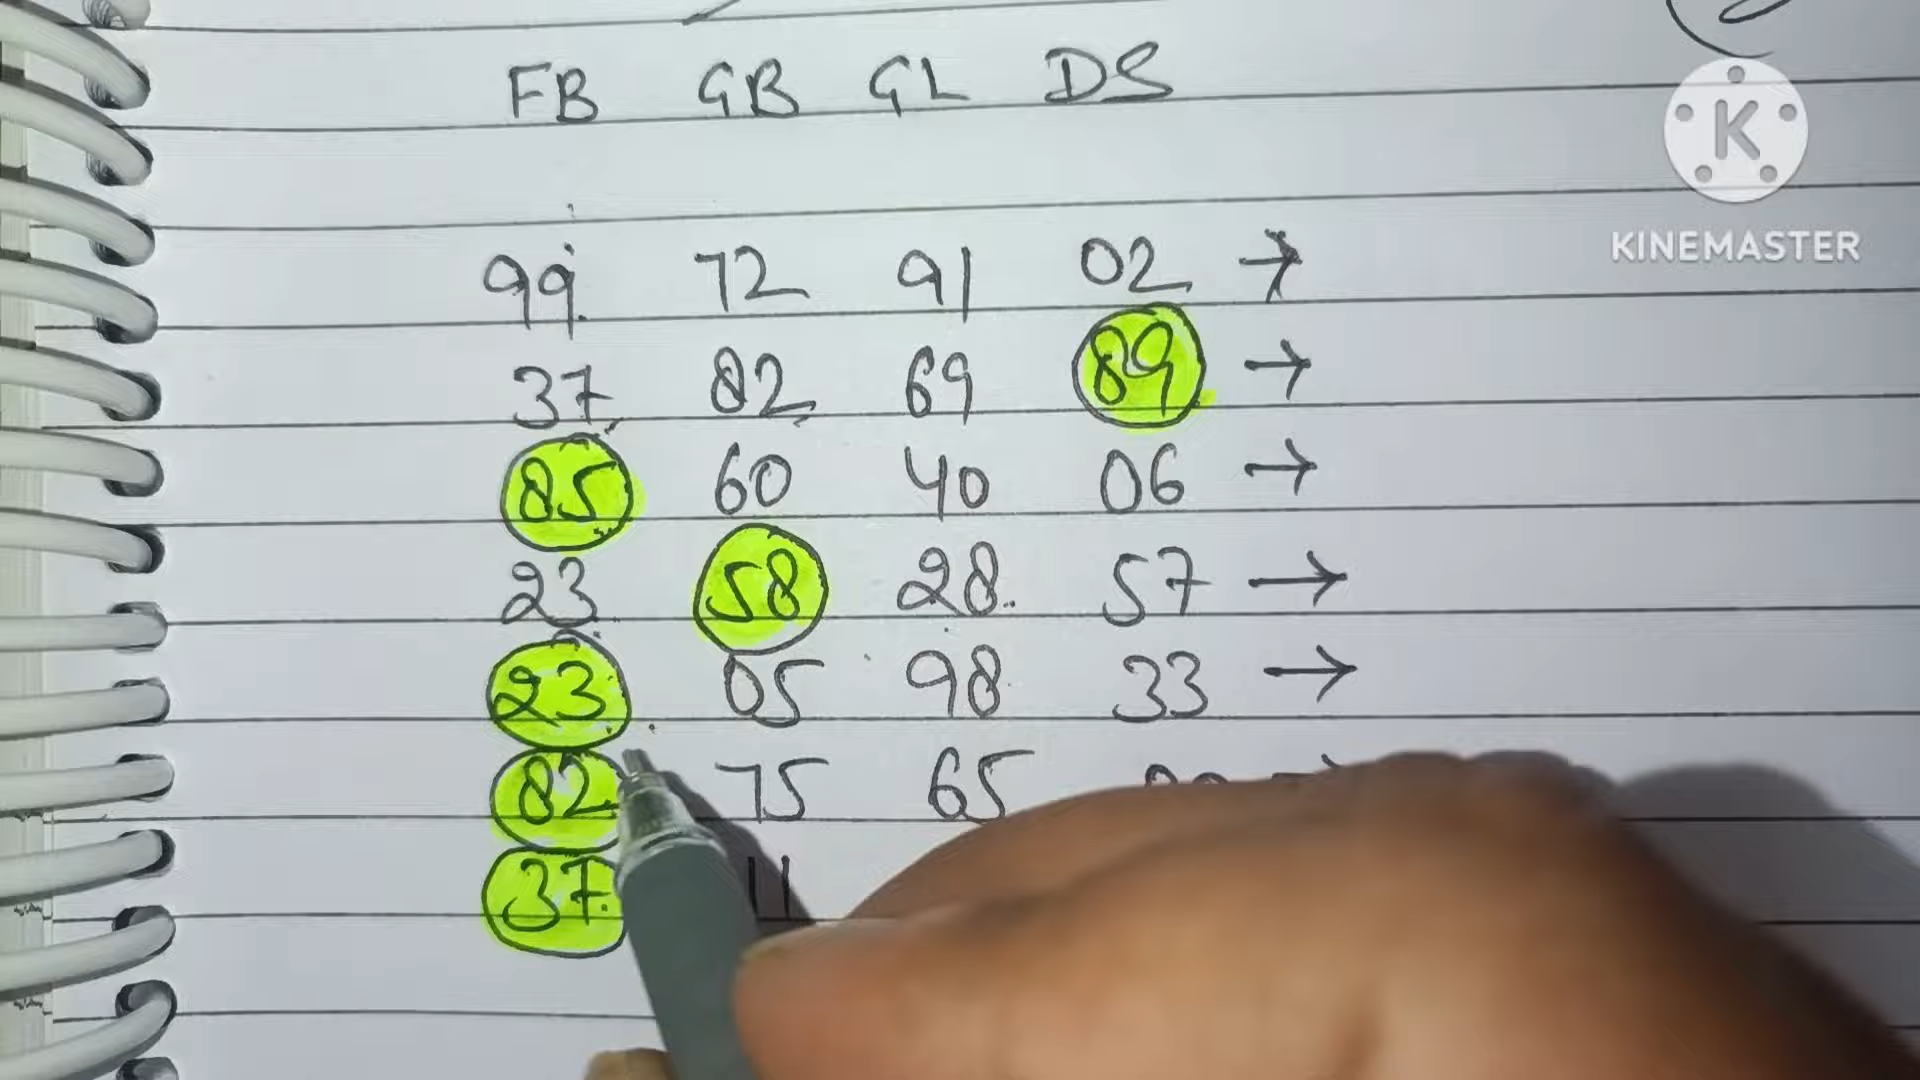 FB GB GL DS
K
KINEMASTER
99 72 91 02 →
37 82 69 89 →
85 60 40 06 →
23 58 28 57 →
23 05 98 33 →
82 75 65
37 11